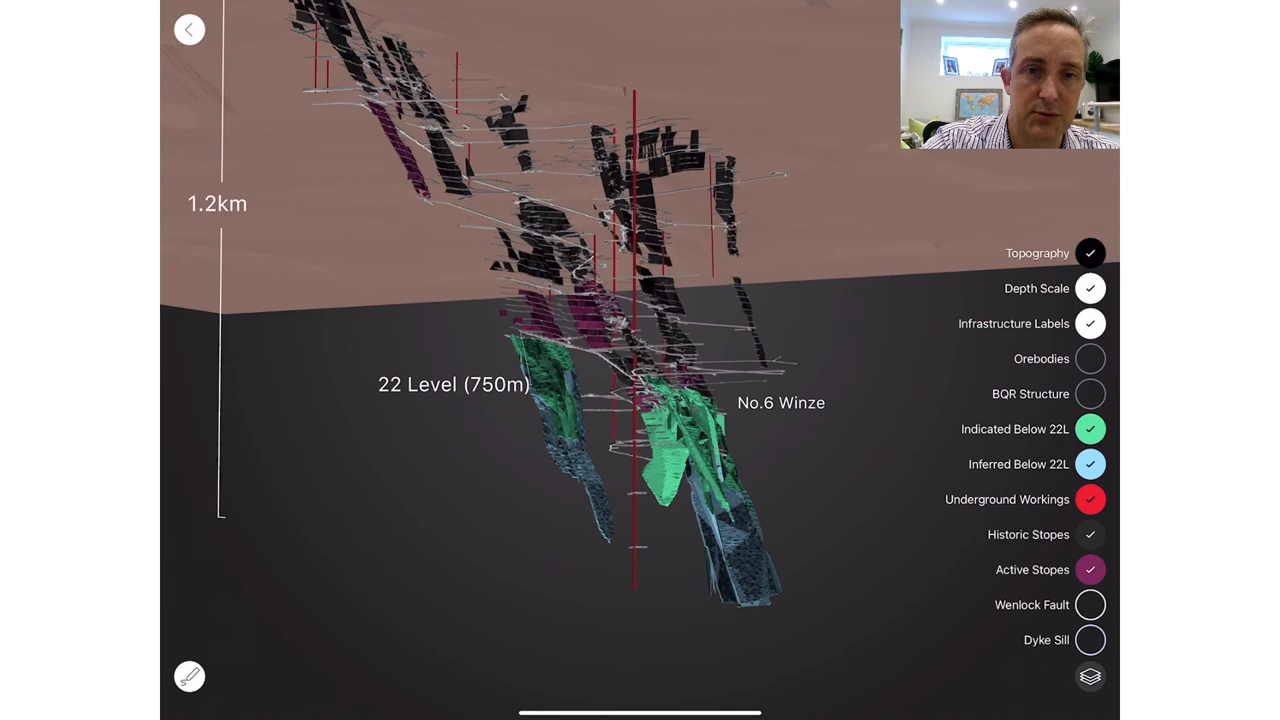 1.2km
22 Level (750m)
No.6 Winze
Topography
Depth Scale
Infrastructure Labels
Orebodies
BQR Structure
Indicated Below 22L
Inferred Below 22L
Underground Workings
Historic Stopes
Active Stopes
Wenlock Fault
Dyke Sill